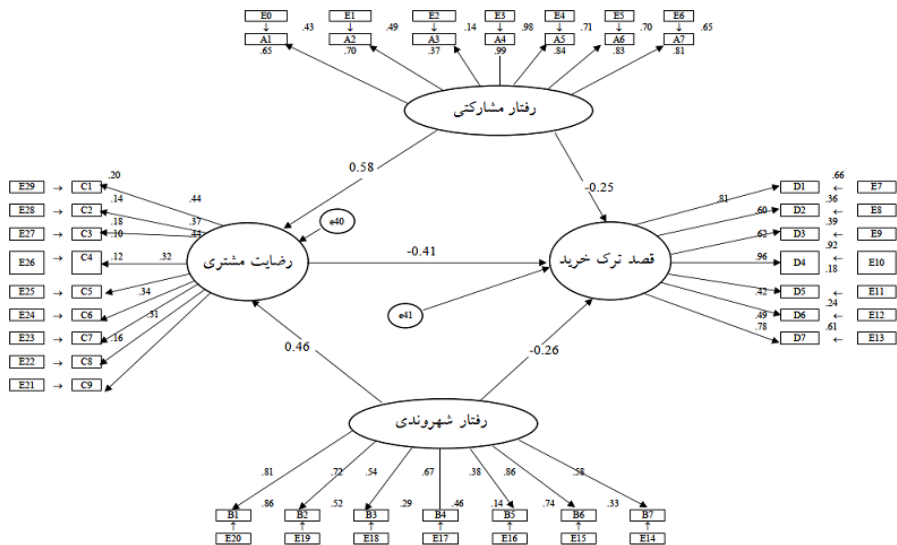 E0 E1 E2 E3 E4 E5 E6
.43 .49 .14 .98 .71 .70 .65
A1 A2 A3 A4 A5 A6 A7
.65 .70 .37 .99 .84 .83 .81
رفتار مشارکتی
0.58
-0.25
.20
E29 C1
.44
.14
E28 C2
.37
.18
E27 C3
.10 .44
E26 C4
.12 .32
E25 C5
.34
E24 C6
.31
E23 C7
.16
E22 C8
E21 C9
رضایت مشتری
e40
-0.41
e41
قصد ترک خرید
.66
.81 D1 E7
.36
.60 D2 E8
.39
.62 D3 E9
.92
.96 D4 E10
.18
.42 D5 E11
.24
.49 D6 E12
.61
.78 D7 E13
0.46
-0.26
رفتار شهروندی
.81 .72 .54 .67 .38 .86 .58
.86 .52 .29 .46 .14 .74 .33
B1 B2 B3 B4 B5 B6 B7
E20 E19 E18 E17 E16 E15 E14